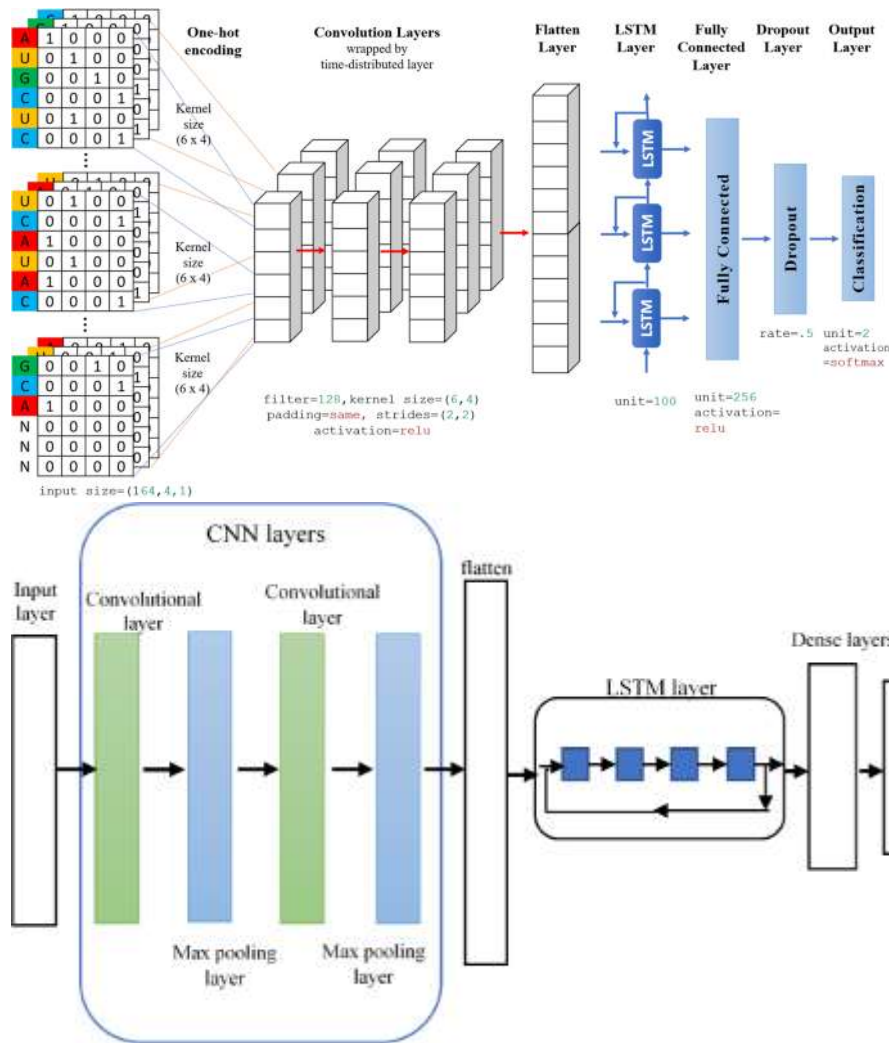 One-hot
encoding
Convolution Layers
wrapped by
time-distributed layer
Flatten
Layer
LSTM
Layer
Fully
Connected
Layer
Dropout
Layer
Output
Layer
A 1 0 0 0
U 0 1 0 0
G 0 0 1 0
C 0 0 0 1
U 0 1 0 0
C 0 0 0 1
Kernel
size
(6 x 4)
...
U 0 1 0 0
C 0 0 0 1
A 1 0 0 0
U 0 1 0 0
A 1 0 0 0
C 0 0 0 1
Kernel
size
(6 x 4)
...
G 0 0 1 0
C 0 0 0 1
A 1 0 0 0
N 0 0 0 0
N 0 0 0 0
N 0 0 0 0
Kernel
size
(6 x 4)
input size=(164,4,1)
filter=128,kernel size=(6,4)
padding=same, strides=(2,2)
activation=relu
LSTM
LSTM
LSTM
unit=100
Fully Connected
unit=256
activation=
relu
Dropout
rate=.5
Classification
unit=2
activation
=softmax
CNN layers
Input
layer
Convolutional
layer
Convolutional
layer
Max pooling
layer
Max pooling
layer
flatten
LSTM layer
Dense layers